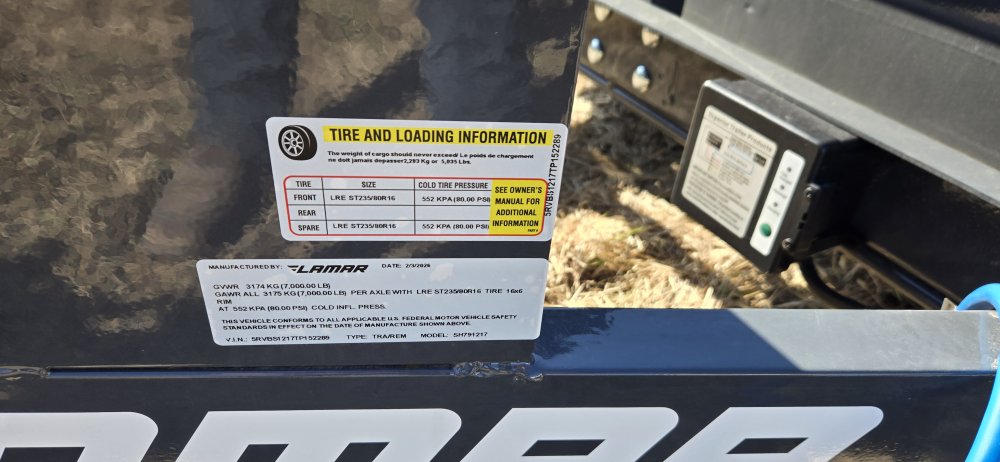 TIRE AND LOADING INFORMATION
The weight of cargo should never exceed/ Le poids de chargement
ne doit jamais depasser2,283 Kg or 5,035 Lbs.
TIRE SIZE COLD TIRE PRESSURE
FRONT LRE ST235/80R16 552 KPA (80.00 PSI)
REAR
SPARE LRE ST235/80R16 552 KPA (80.00 PSI)
SEE OWNER'S
MANUAL FOR
ADDITIONAL
INFORMATION
5RVBS1217TP152289
MANUFACTURED BY: LAMAR DATE: 2/3/2026
GVWR 3174 KG (7,000.00 LB)
GAWR ALL 3175 KG (7,000.00 LB) PER AXLE WITH LRE ST235/80R16 TIRE 16x6
RIM
AT 552 KPA (80.00 PSI) COLD INFL. PRESS.
THIS VEHICLE CONFORMS TO ALL APPLICABLE U.S. FEDERAL MOTOR VEHICLE SAFETY
STANDARDS IN EFFECT ON THE DATE OF MANUFACTURE SHOWN ABOVE.
V.I.N.: 5RVBS1217TP152289 TYPE: TRA/REM MODEL: SH791217
Superior Trailer Products